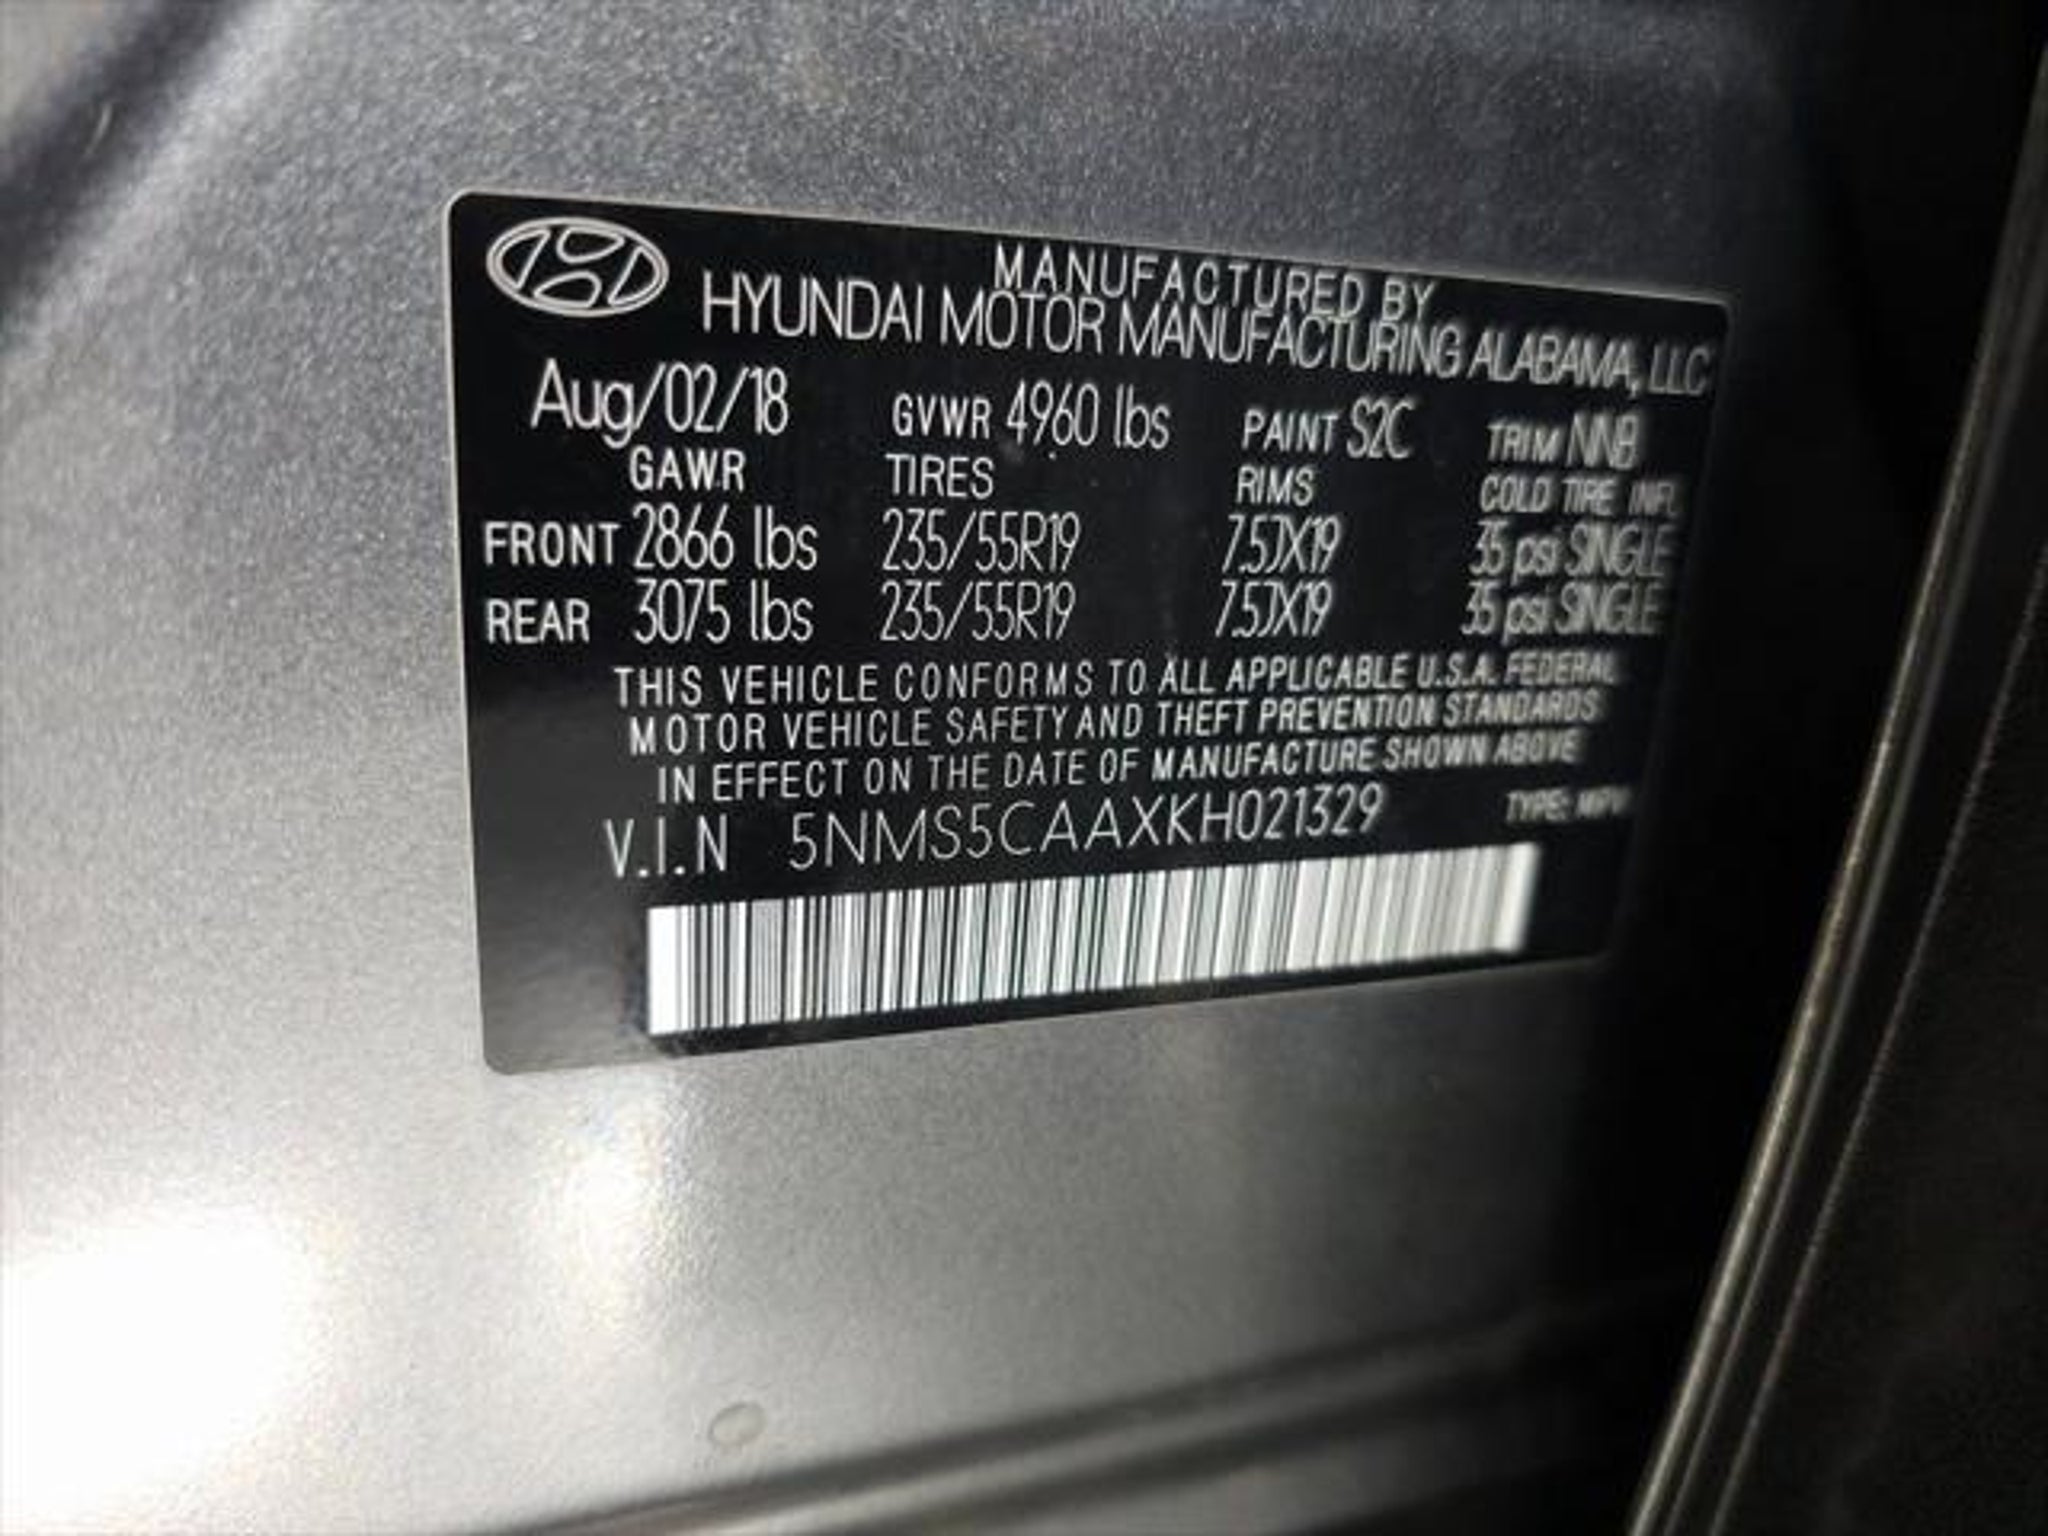 MANUFACTURED BY
HYUNDAI MOTOR MANUFACTURING ALABAMA, LLC
Aug/02/18 GVWR 4960 lbs PAINT S2C TRIM NNB
GAWR TIRES RIMS COLD TIRE INFL
FRONT 2866 lbs 235/55R19 7.5JX19 35 psi SINGLE
REAR 3075 lbs 235/55R19 7.5JX19 35 psi SINGLE
THIS VEHICLE CONFORMS TO ALL APPLICABLE U.S.A. FEDERAL
MOTOR VEHICLE SAFETY AND THEFT PREVENTION STANDARDS
IN EFFECT ON THE DATE OF MANUFACTURE SHOWN ABOVE
V.I.N 5NMS5CAAXKH021329 TYPE: MPV